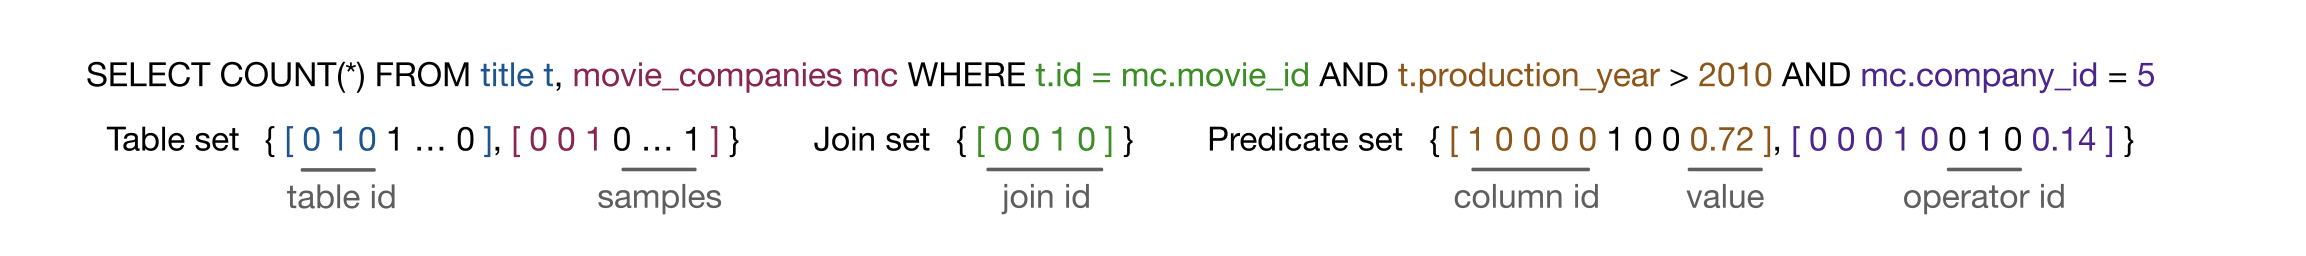 SELECT COUNT(*) FROM title t, movie_companies mc WHERE t.id = mc.movie_id AND t.production_year > 2010 AND mc.company_id = 5
Table set { [ 0 1 0 1 … 0 ], [ 0 0 1 0 … 1 ] } Join set { [ 0 0 1 0 ] } Predicate set { [ 1 0 0 0 0 1 0 0 0.72 ], [ 0 0 0 1 0 0 1 0 0.14 ] }
table id samples join id column id value operator id